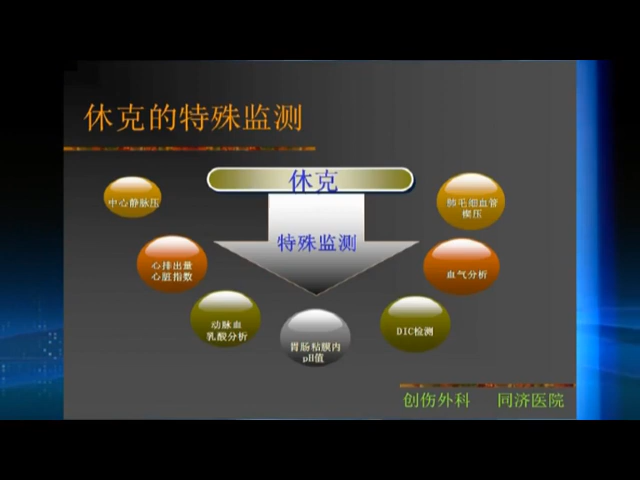 休克的特殊监测
休克
特殊监测
中心静脉压
心排出量
心脏指数
动脉血
乳酸分析
胃肠粘膜内
pH值
DIC检测
血气分析
肺毛细血管
楔压
创伤外科 同济医院